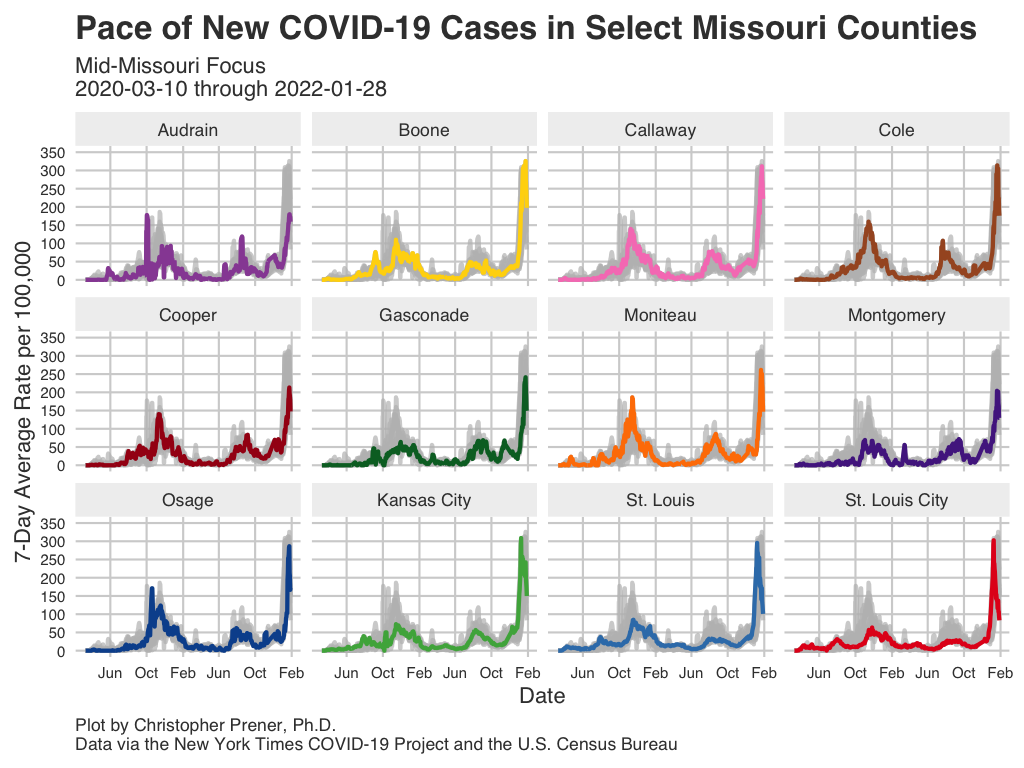 Pace of New COVID-19 Cases in Select Missouri Counties
Mid-Missouri Focus
2020-03-10 through 2022-01-28
Audrain Boone Callaway Cole
350
300
250
200
150
100
50
0
Cooper Gasconade Moniteau Montgomery
350
300
250
200
150
100
50
0
Osage Kansas City St. Louis St. Louis City
350
300
250
200
150
100
50
0
7-Day Average Rate per 100,000
Jun Oct Feb Jun Oct Feb Jun Oct Feb Jun Oct Feb Jun Oct Feb Jun Oct Feb Jun Oct Feb Jun Oct Feb
Date
Plot by Christopher Prener, Ph.D.
Data via the New York Times COVID-19 Project and the U.S. Census Bureau